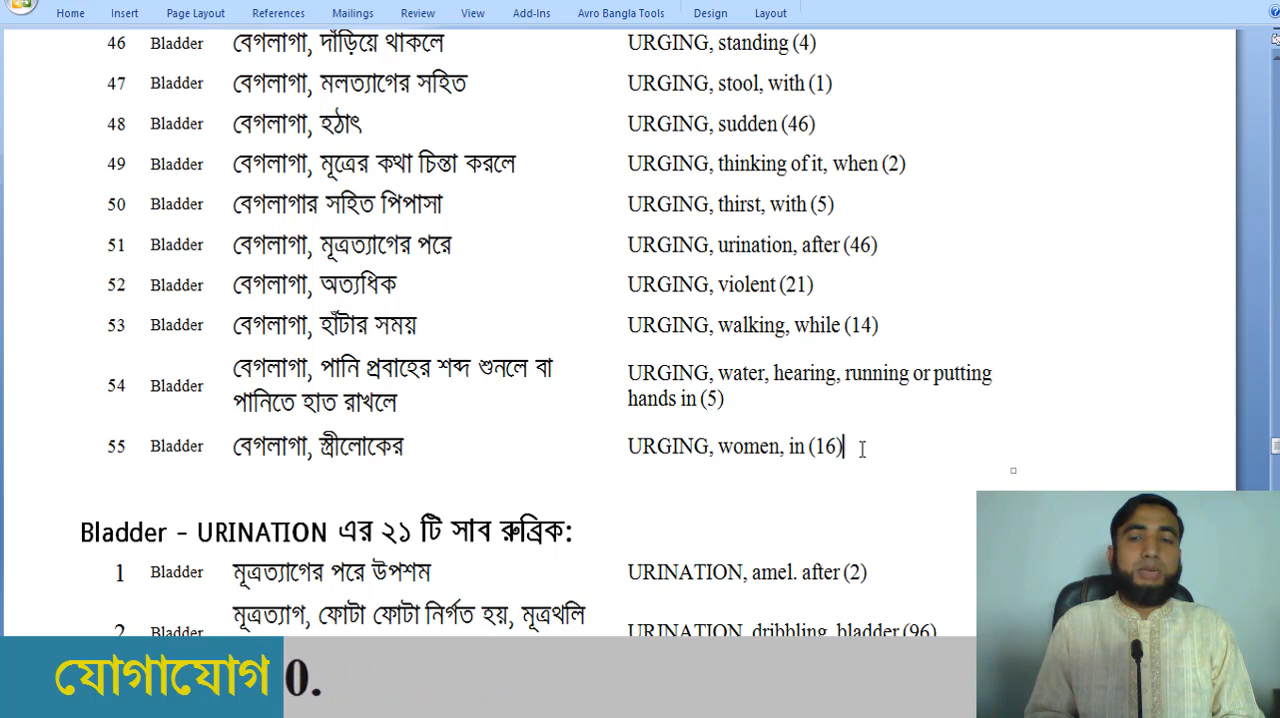 Home Insert Page Layout References Mailings Review View Add-Ins Avro Bangla Tools Design Layout
46 Bladder বেগলাগা, দাঁড়িয়ে থাকলে URGING, standing (4)
47 Bladder বেগলাগা, মলত্যাগের সহিত URGING, stool, with (1)
48 Bladder বেগলাগা, হঠাৎ URGING, sudden (46)
49 Bladder বেগলাগা, মূত্রের কথা চিন্তা করলে URGING, thinking of it, when (2)
50 Bladder বেগলাগার সহিত পিপাসা URGING, thirst, with (5)
51 Bladder বেগলাগা, মূত্রত্যাগের পরে URGING, urination, after (46)
52 Bladder বেগলাগা, অত্যধিক URGING, violent (21)
53 Bladder বেগলাগা, হাঁটার সময় URGING, walking, while (14)
54 Bladder বেগলাগা, পানি প্রবাহের শব্দ শুনলে বা
পানিতে হাত রাখলে
URGING, water, hearing, running or putting
hands in (5)
55 Bladder বেগলাগা, স্ত্রীলোকের URGING, women, in (16)
Bladder - URINATION এর ২১ টি সাব রুব্রিক:
1 Bladder মূত্রত্যাগের পরে উপশম URINATION, amel. after (2)
মূত্রত্যাগ, ফোটা ফোটা নির্গত হয়, মূত্রথলি
2 Bladder URINATION, dribbling, bladder (96)
যোগাযোগ 0.